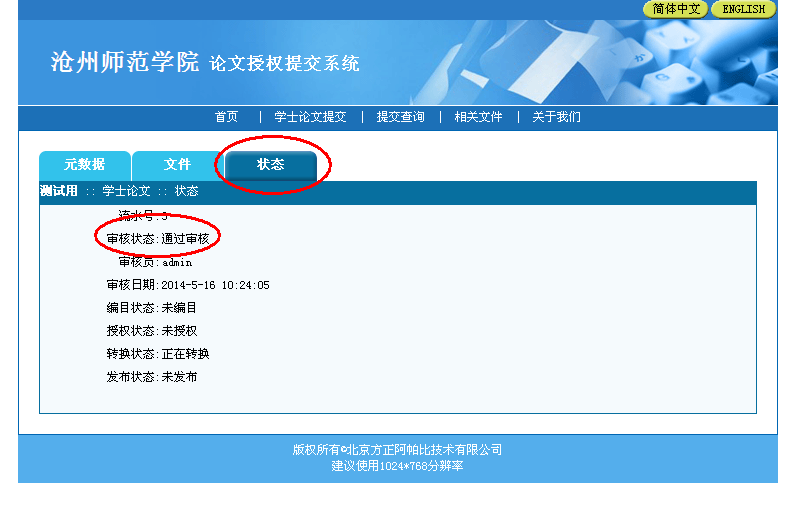 简体中文 ENGLISH
沧州师范学院 论文授权提交系统
首页 | 学士论文提交 | 提交查询 | 相关文件 | 关于我们
元数据 文件 状态
测试用 :: 学士论文 :: 状态
流水号:3
审核状态:通过审核
审核员:admin
审核日期:2014-5-16 10:24:05
编目状态:未编目
授权状态:未授权
转换状态:正在转换
发布状态:未发布
版权所有©北京方正阿帕比技术有限公司
建议使用1024*768分辨率